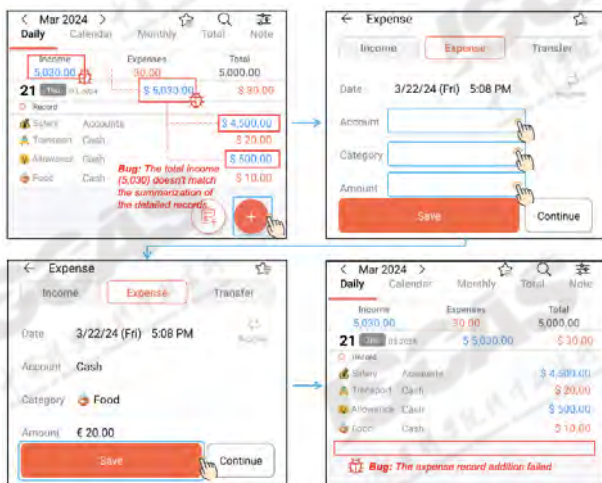 < Mar 2024 >
Daily Calendar Monthly Total Note
Income Expenses Total
5,030.00 30.00 5,000.00
21 Thu 03.2024 $ 5,030.00 $ 30.00
Record
Salary Accounts $ 4,500.00
Transport Cash $ 20.00
Allowance Cash $ 500.00
Food Cash $ 10.00
Bug: The total income
(5,030) doesn't match
the summarization of
the detailed records.
+
← Expense
Income Expense Transfer
Date 3/22/24 (Fri) 5:08 PM
Account
Category
Amount
Save Continue
← Expense
Income Expense Transfer
Date 3/22/24 (Fri) 5:08 PM
Account Cash
Category Food
Amount € 20.00
Save Continue
< Mar 2024 >
Daily Calendar Monthly Total Note
Income Expenses Total
5,030.00 30.00 5,000.00
21 Thu 03.2024 $ 5,030.00 $ 30.00
Record
Salary Accounts $ 4,500.00
Transport Cash $ 20.00
Allowance Cash $ 500.00
Food Cash $ 10.00
Bug: The expense record addition failed